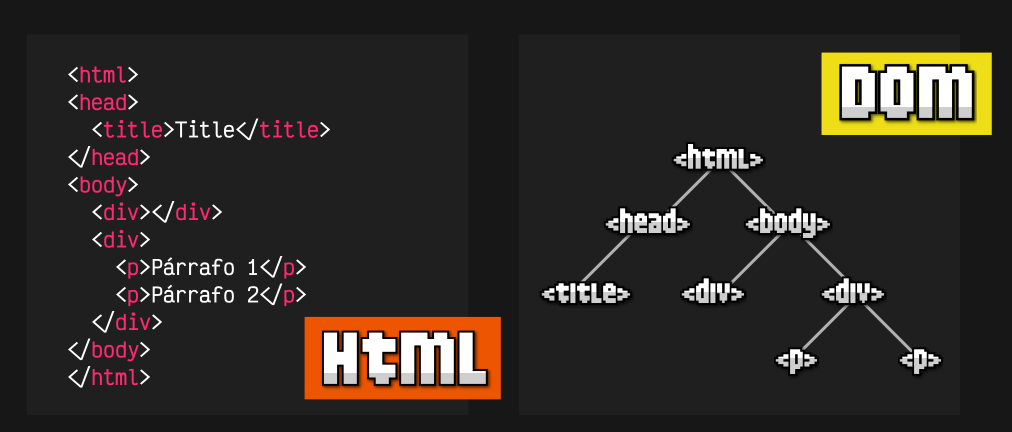 <html>
<head>
<title>Title</title>
</head>
<body>
<div></div>
<div>
<p>Párrafo 1</p>
<p>Párrafo 2</p>
</div>
</body>
</html>
HTML
DOM
<html>
<head> <body>
<title> <div> <div>
<p> <p>